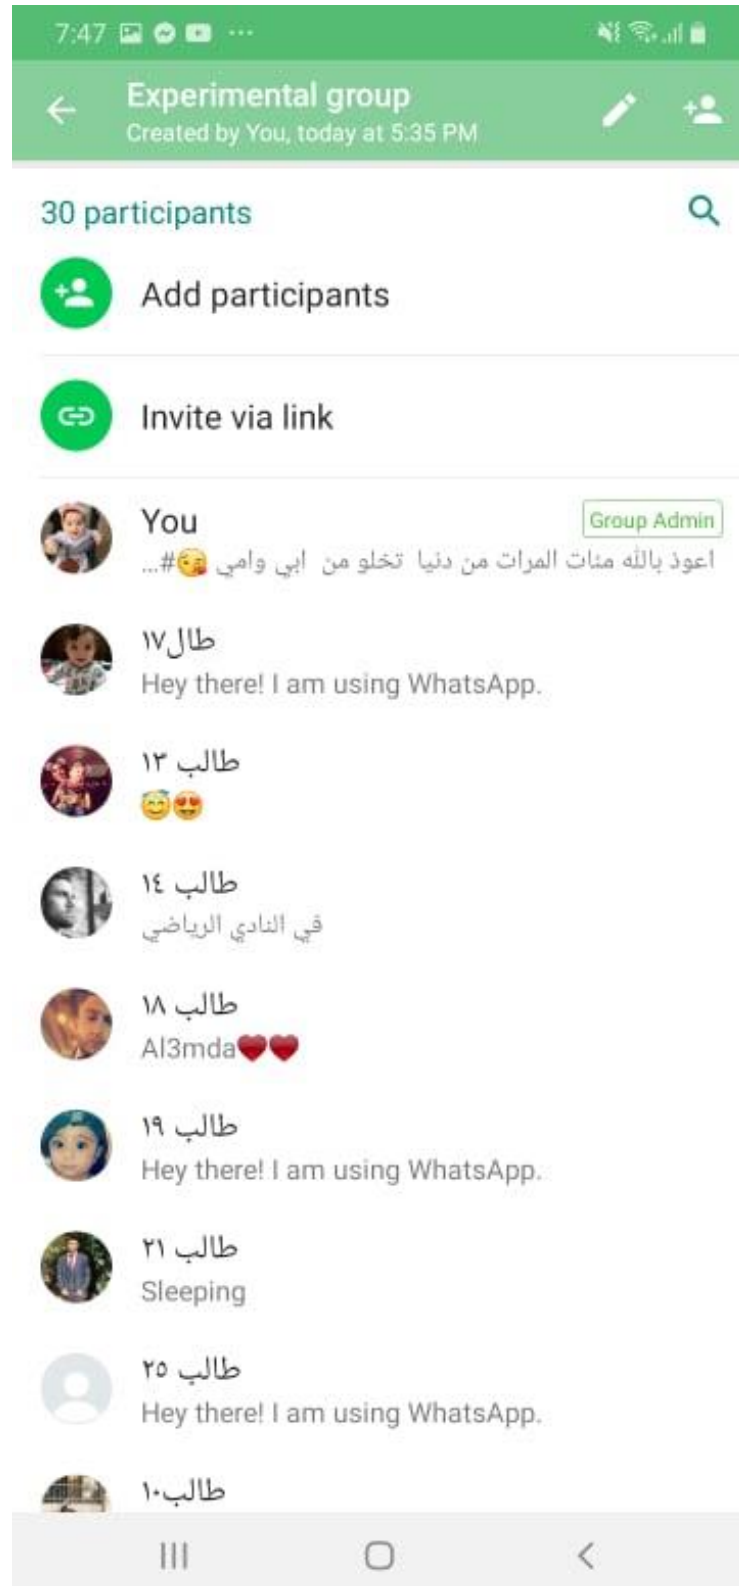 7:47
Experimental group
Created by You, today at 5:35 PM
30 participants
Add participants
Invite via link
You
Group Admin
اعوذ بالله مئات المرات من دنيا تخلو من ابي وامي 😘#...
طال١٧
Hey there! I am using WhatsApp.
طالب ١٣
😇😍
طالب ١٤
في النادي الرياضي
طالب ١٨
Al3mda♥♥
طالب ١٩
Hey there! I am using WhatsApp.
طالب ٢١
Sleeping
طالب ٢٥
Hey there! I am using WhatsApp.
طالب١٠